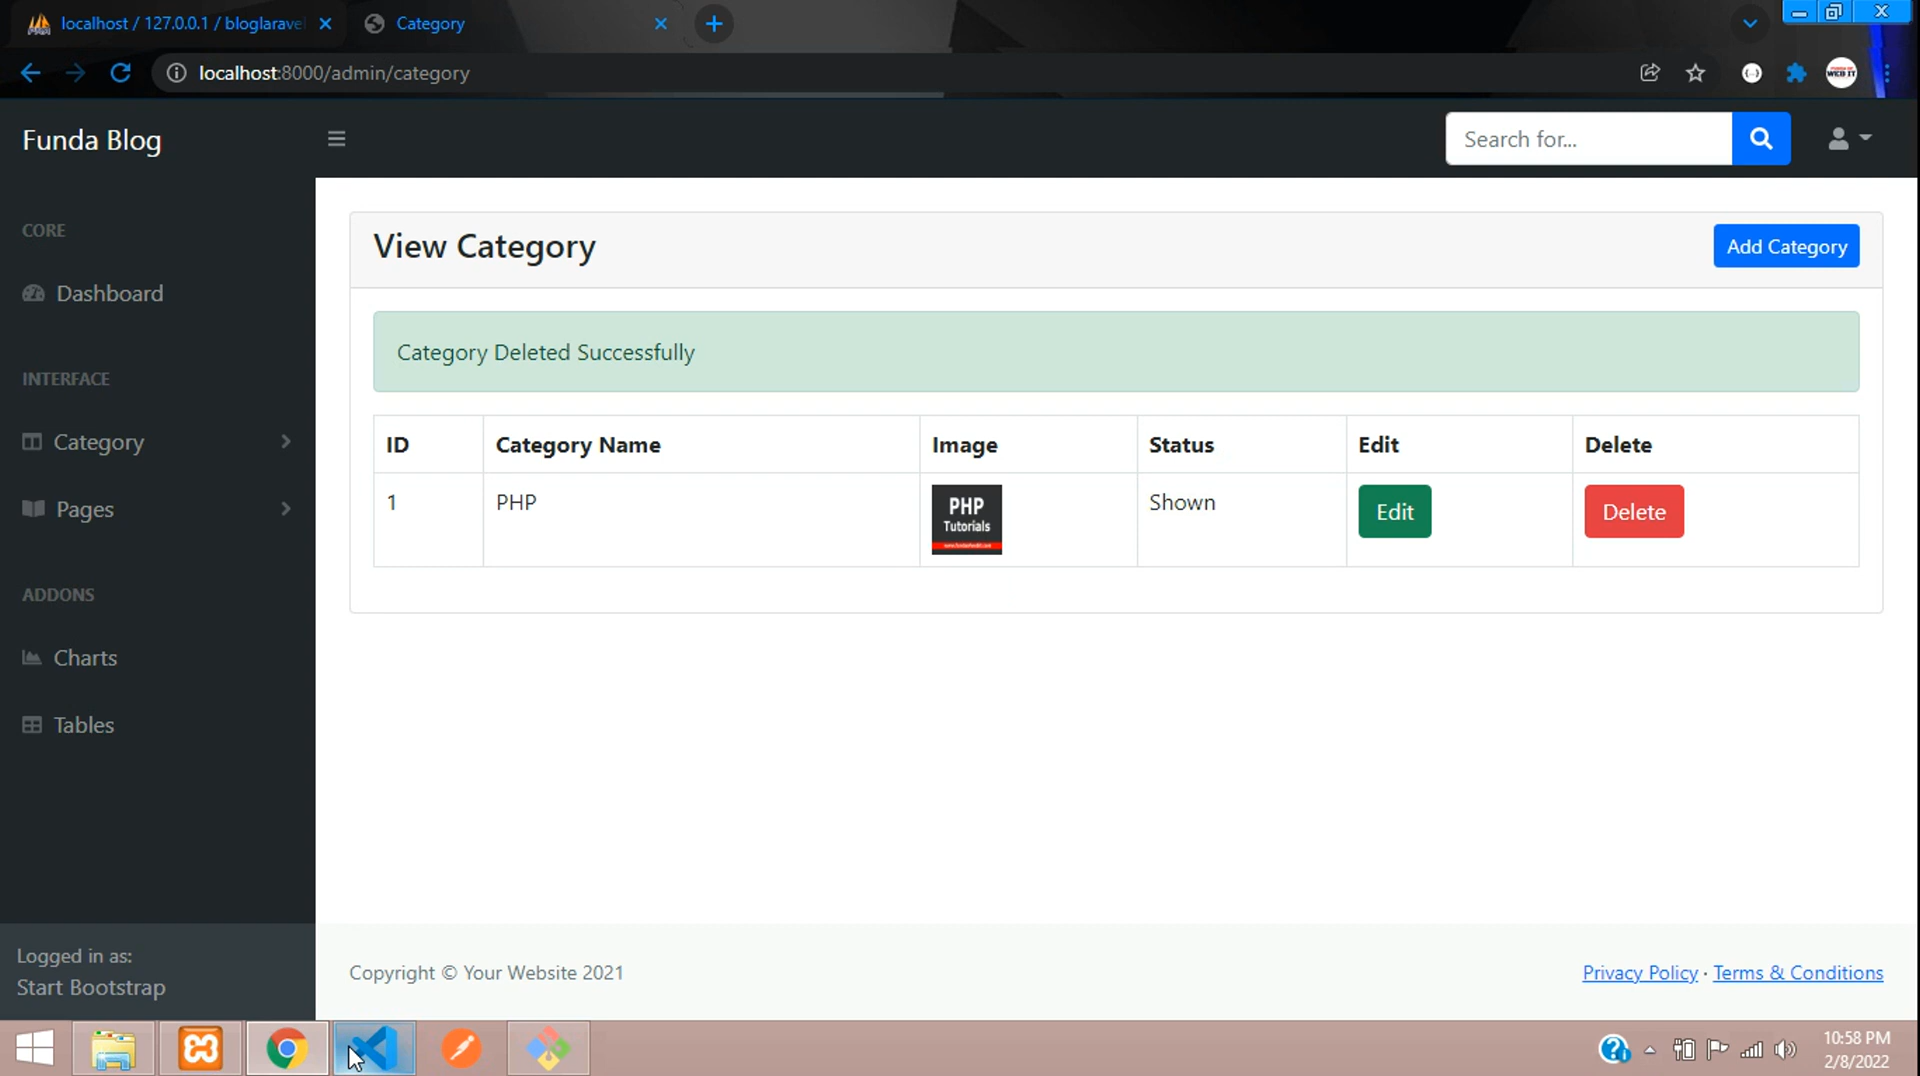 localhost / 127.0.0.1 / bloglaravel
Category
localhost:8000/admin/category
Funda Blog
Search for...
CORE
Dashboard
INTERFACE
Category
Pages
ADDONS
Charts
Tables
Logged in as:
Start Bootstrap
View Category
Add Category
Category Deleted Successfully
ID Category Name Image Status Edit Delete
1 PHP Shown Edit Delete
PHP
Tutorials
Copyright © Your Website 2021
Privacy Policy · Terms & Conditions
10:58 PM
2/8/2022